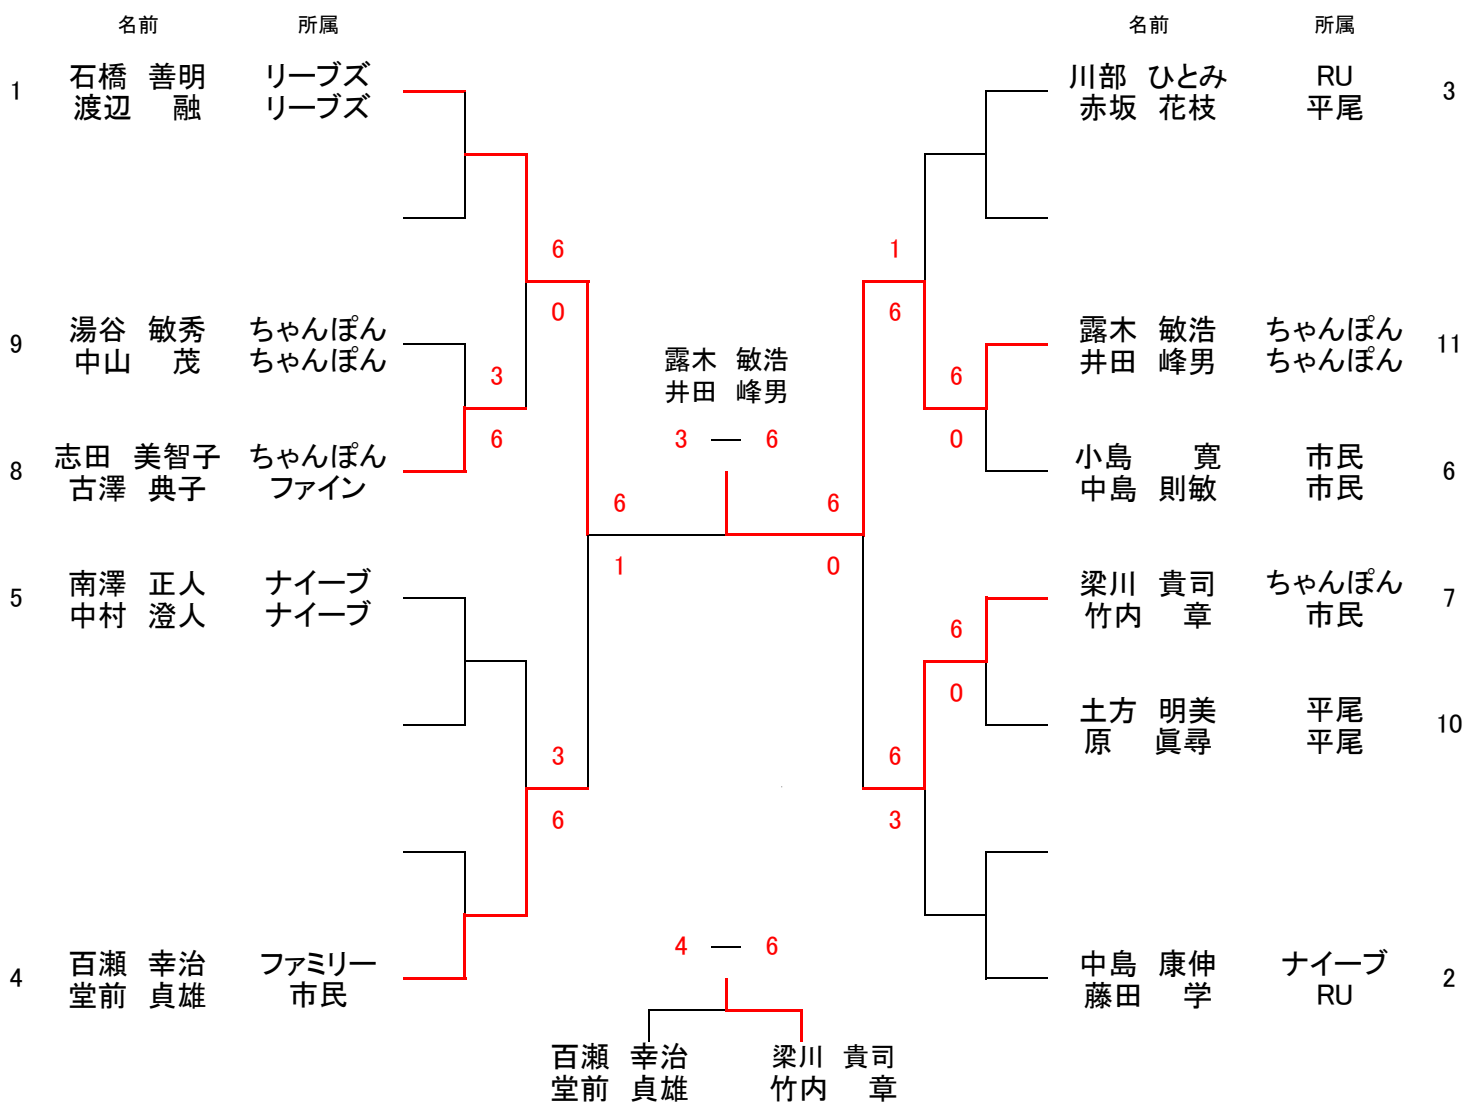 名前 所属 名前 所属
石橋 善明 リーブズ 川部 ひとみ RU
1 3
渡辺 融 リーブズ 赤坂 花枝 平尾
6 1
0 6
湯谷 敏秀 ちゃんぽん 露木 敏浩 ちゃんぽん
9 11
中山 茂 ちゃんぽん 井田 峰男 ちゃんぽん
露木 敏浩
井田 峰男
3 6
3 — 6
6 0
志田 美智子 ちゃんぽん 小島 寛 市民
8 6
古澤 典子 ファイン 中島 則敏 市民
6 6
1 0
南澤 正人 ナイーブ 梁川 貴司 ちゃんぽん
5 7
中村 澄人 ナイーブ 竹内 章 市民
6
0
土方 明美 平尾
10
原 眞尋 平尾
3 6
6 3
4 — 6
百瀬 幸治 ファミリー 中島 康伸 ナイーブ
4 2
堂前 貞雄 市民 藤田 学 RU
百瀬 幸治 梁川 貴司
堂前 貞雄 竹内 章